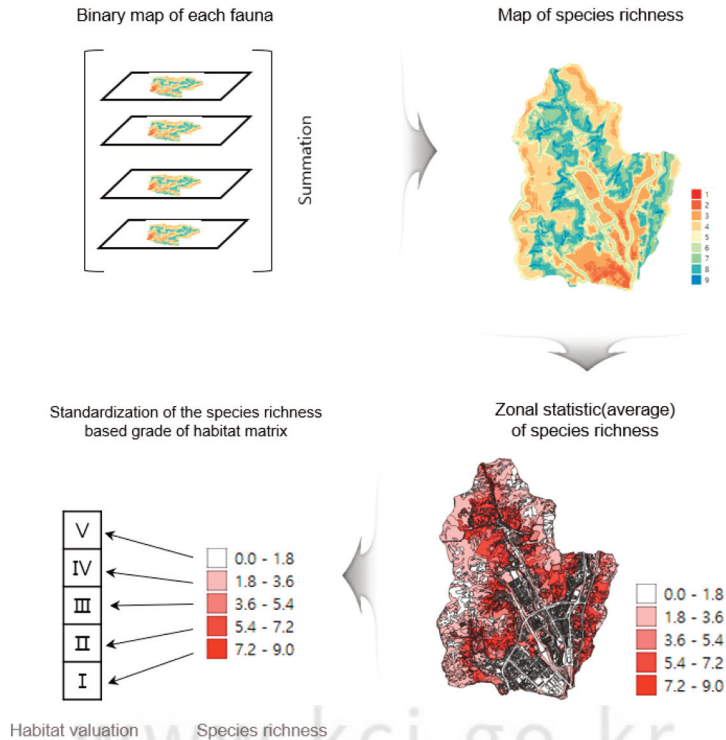 Binary map of each fauna
Summation
Map of species richness
1
2
3
4
5
6
7
8
9
Zonal statistic(average)
of species richness
0.0 - 1.8
1.8 - 3.6
3.6 - 5.4
5.4 - 7.2
7.2 - 9.0
Standardization of the species richness
based grade of habitat matrix
V
IV
III
II
I
0.0 - 1.8
1.8 - 3.6
3.6 - 5.4
5.4 - 7.2
7.2 - 9.0
Habitat valuation
Species richness
www.kci.go.kr